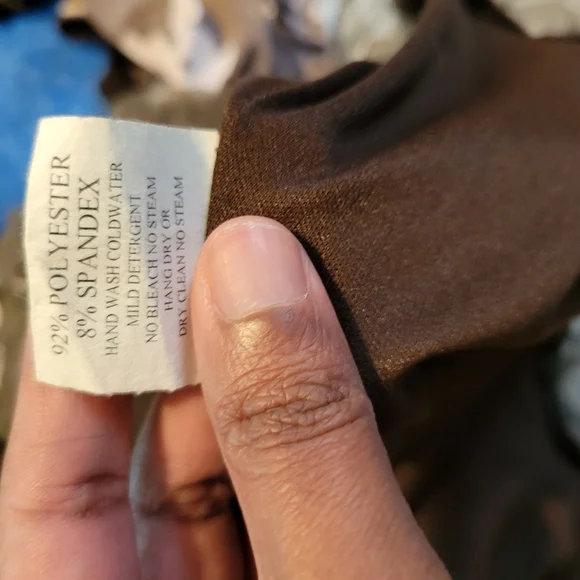 92% POLYESTER
8% SPANDEX
HAND WASH COLDWATER
MILD DETERGENT
NO BLEACH NO STEAM
HANG DRY OR
DRY CLEAN NO STEAM